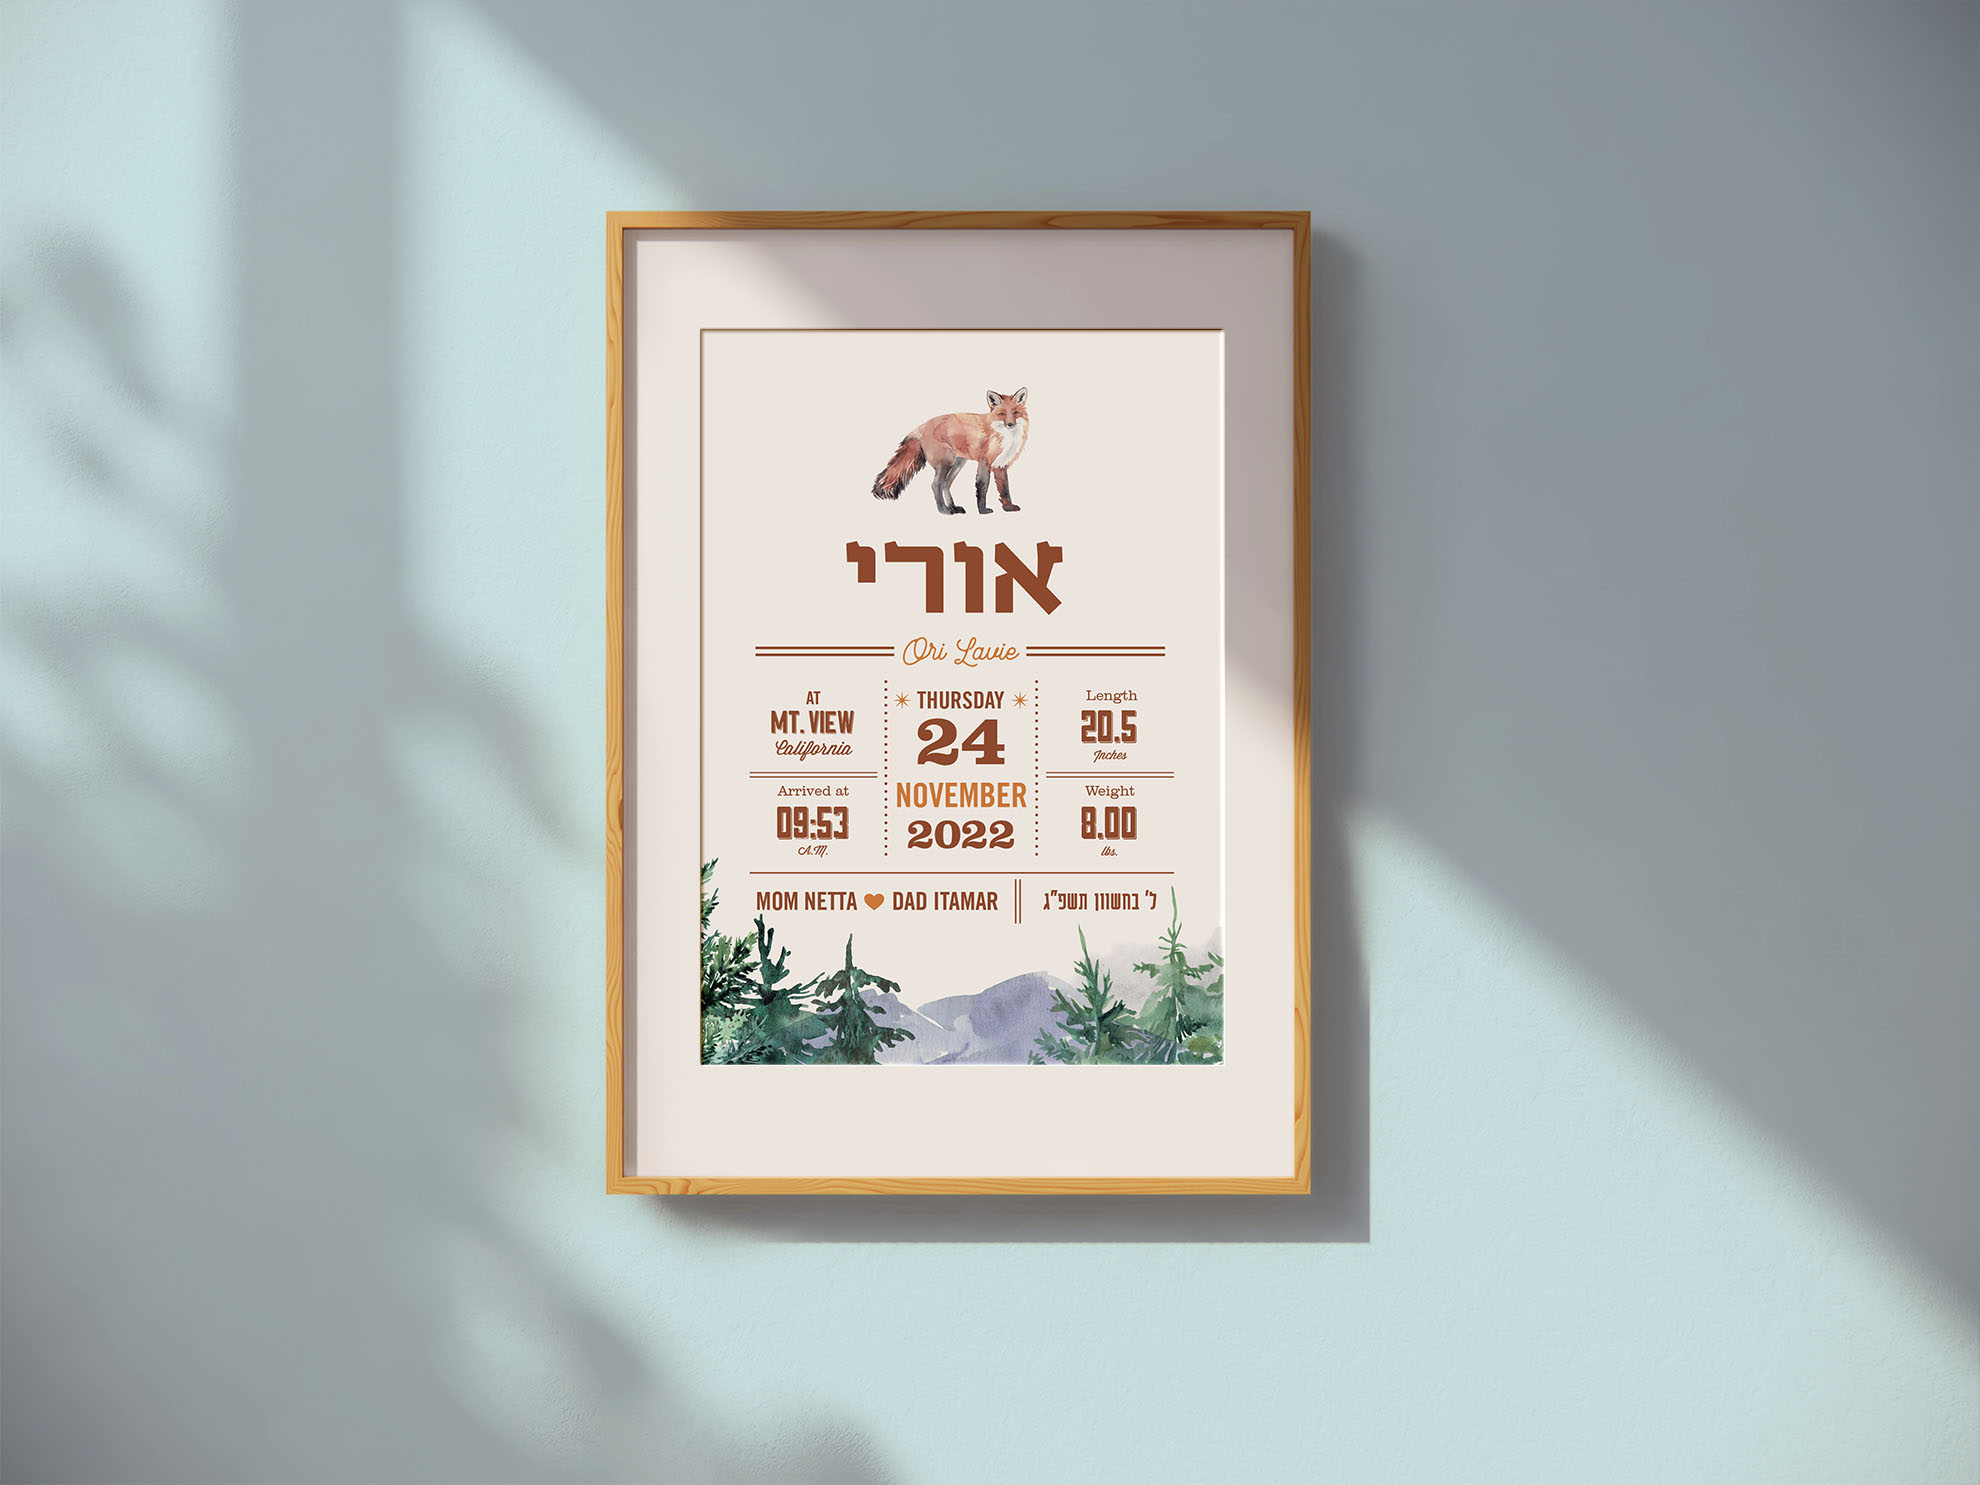 אורי
Ori Lavie
AT
MT. VIEW
California
Arrived at
09:53
A.M.
THURSDAY
24
NOVEMBER
2022
Length
20.5
Inches
Weight
8.00
lbs.
MOM NETTA DAD ITAMAR
ל' בחשוון תשפ"ג